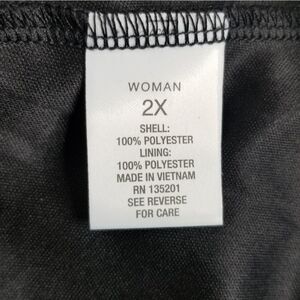 WOMAN
2X
SHELL:
100% POLYESTER
LINING:
100% POLYESTER
MADE IN VIETNAM
RN 135201
SEE REVERSE
FOR CARE